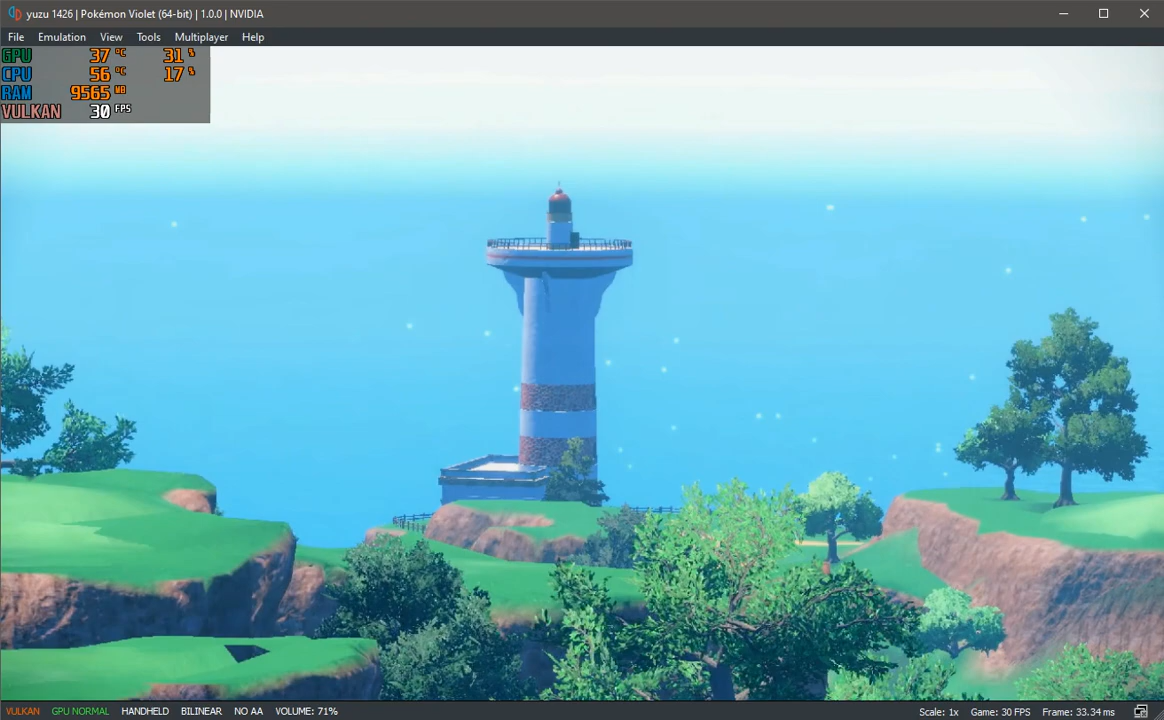 yuzu 1426 | Pokémon Violet (64-bit) | 1.0.0 | NVIDIA
File Emulation View Tools Multiplayer Help
GPU 37 °C 31 %
CPU 56 °C 17 %
RAM 9565 MB
VULKAN 30 FPS
VULKAN GPU NORMAL HANDHELD BILINEAR NO AA VOLUME: 71% Scale: 1x Game: 30 FPS Frame: 33.34 ms